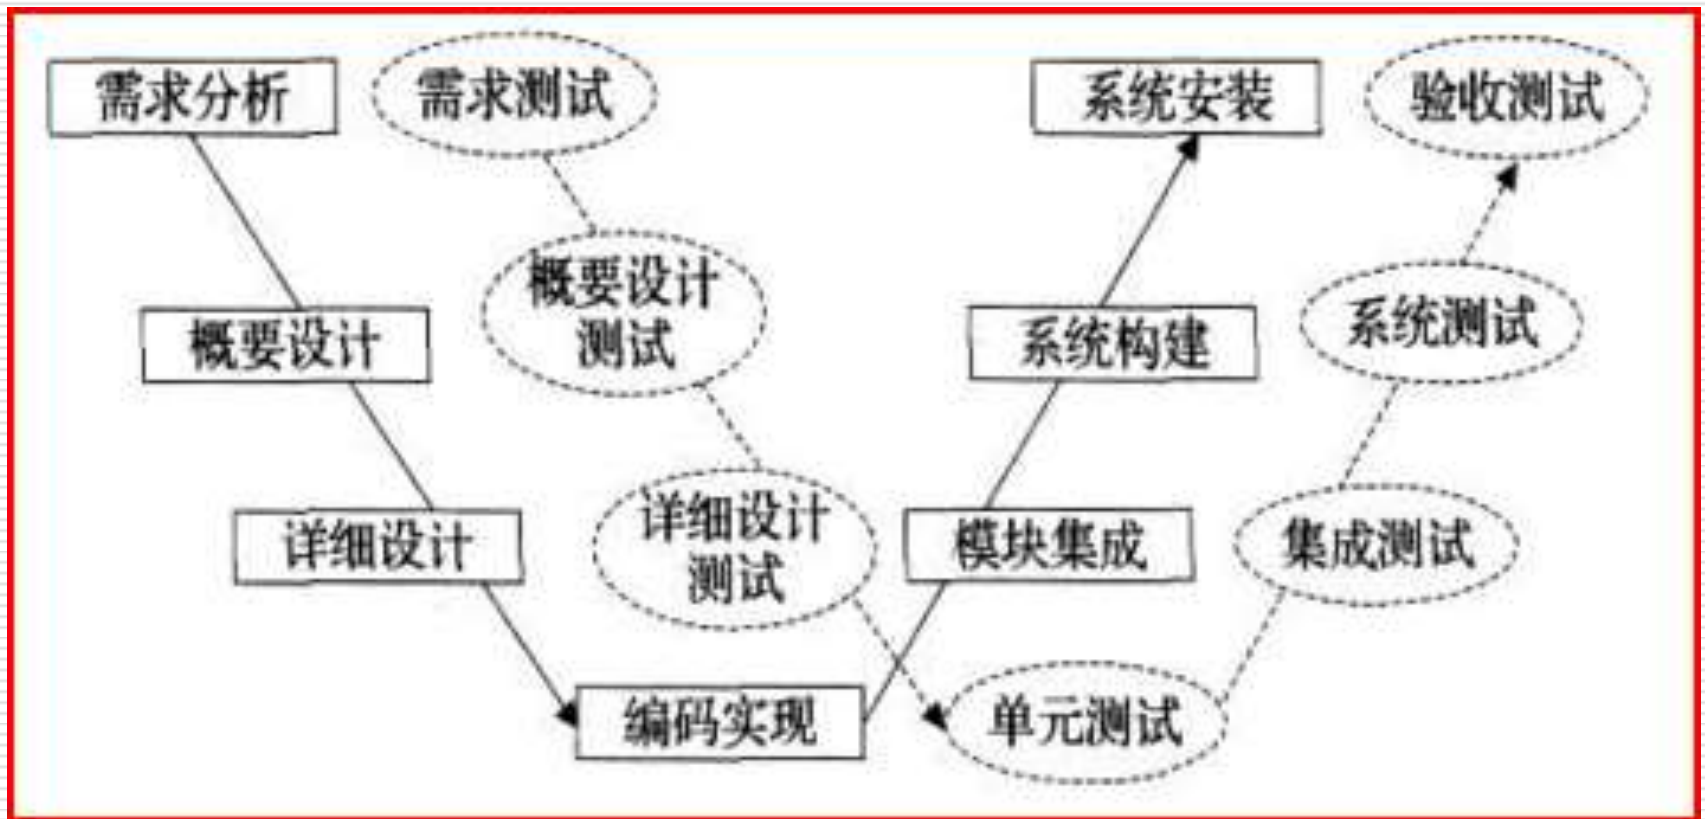 需求分析
需求测试
系统安装
验收测试
概要设计
测试
概要设计
系统构建
系统测试
详细设计
详细设计
测试
模块集成
集成测试
编码实现
单元测试